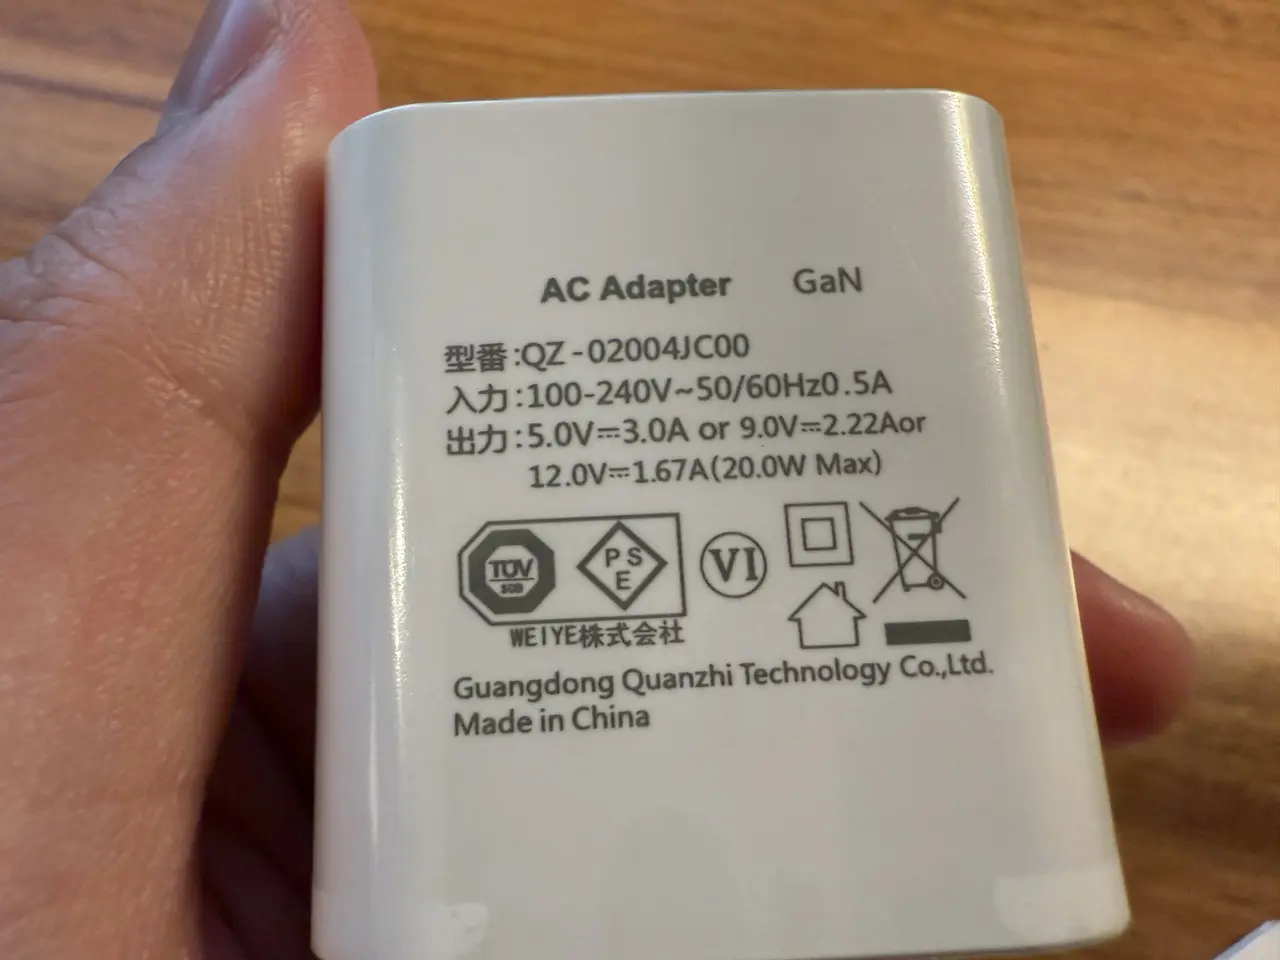 AC Adapter GaN
型番:QZ-02004JC00
入力:100-240V~50/60Hz0.5A
出力:5.0V⎓3.0A or 9.0V⎓2.22Aor
12.0V⎓1.67A(20.0W Max)
TÜV
SÜD
PS
E
VI
WEIYE株式会社
Guangdong Quanzhi Technology Co.,Ltd.
Made in China